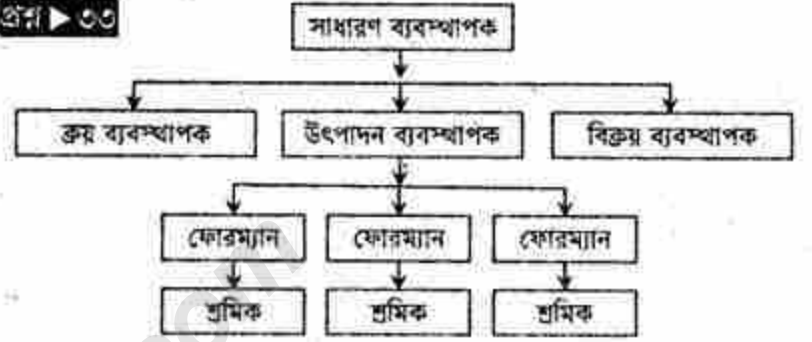 প্রশ্ন ▶ ৩৩
সাধারণ ব্যবস্থাপক
ক্রয় ব্যবস্থাপক উৎপাদন ব্যবস্থাপক বিক্রয় ব্যবস্থাপক
ফোরম্যান ফোরম্যান ফোরম্যান
শ্রমিক শ্রমিক শ্রমিক